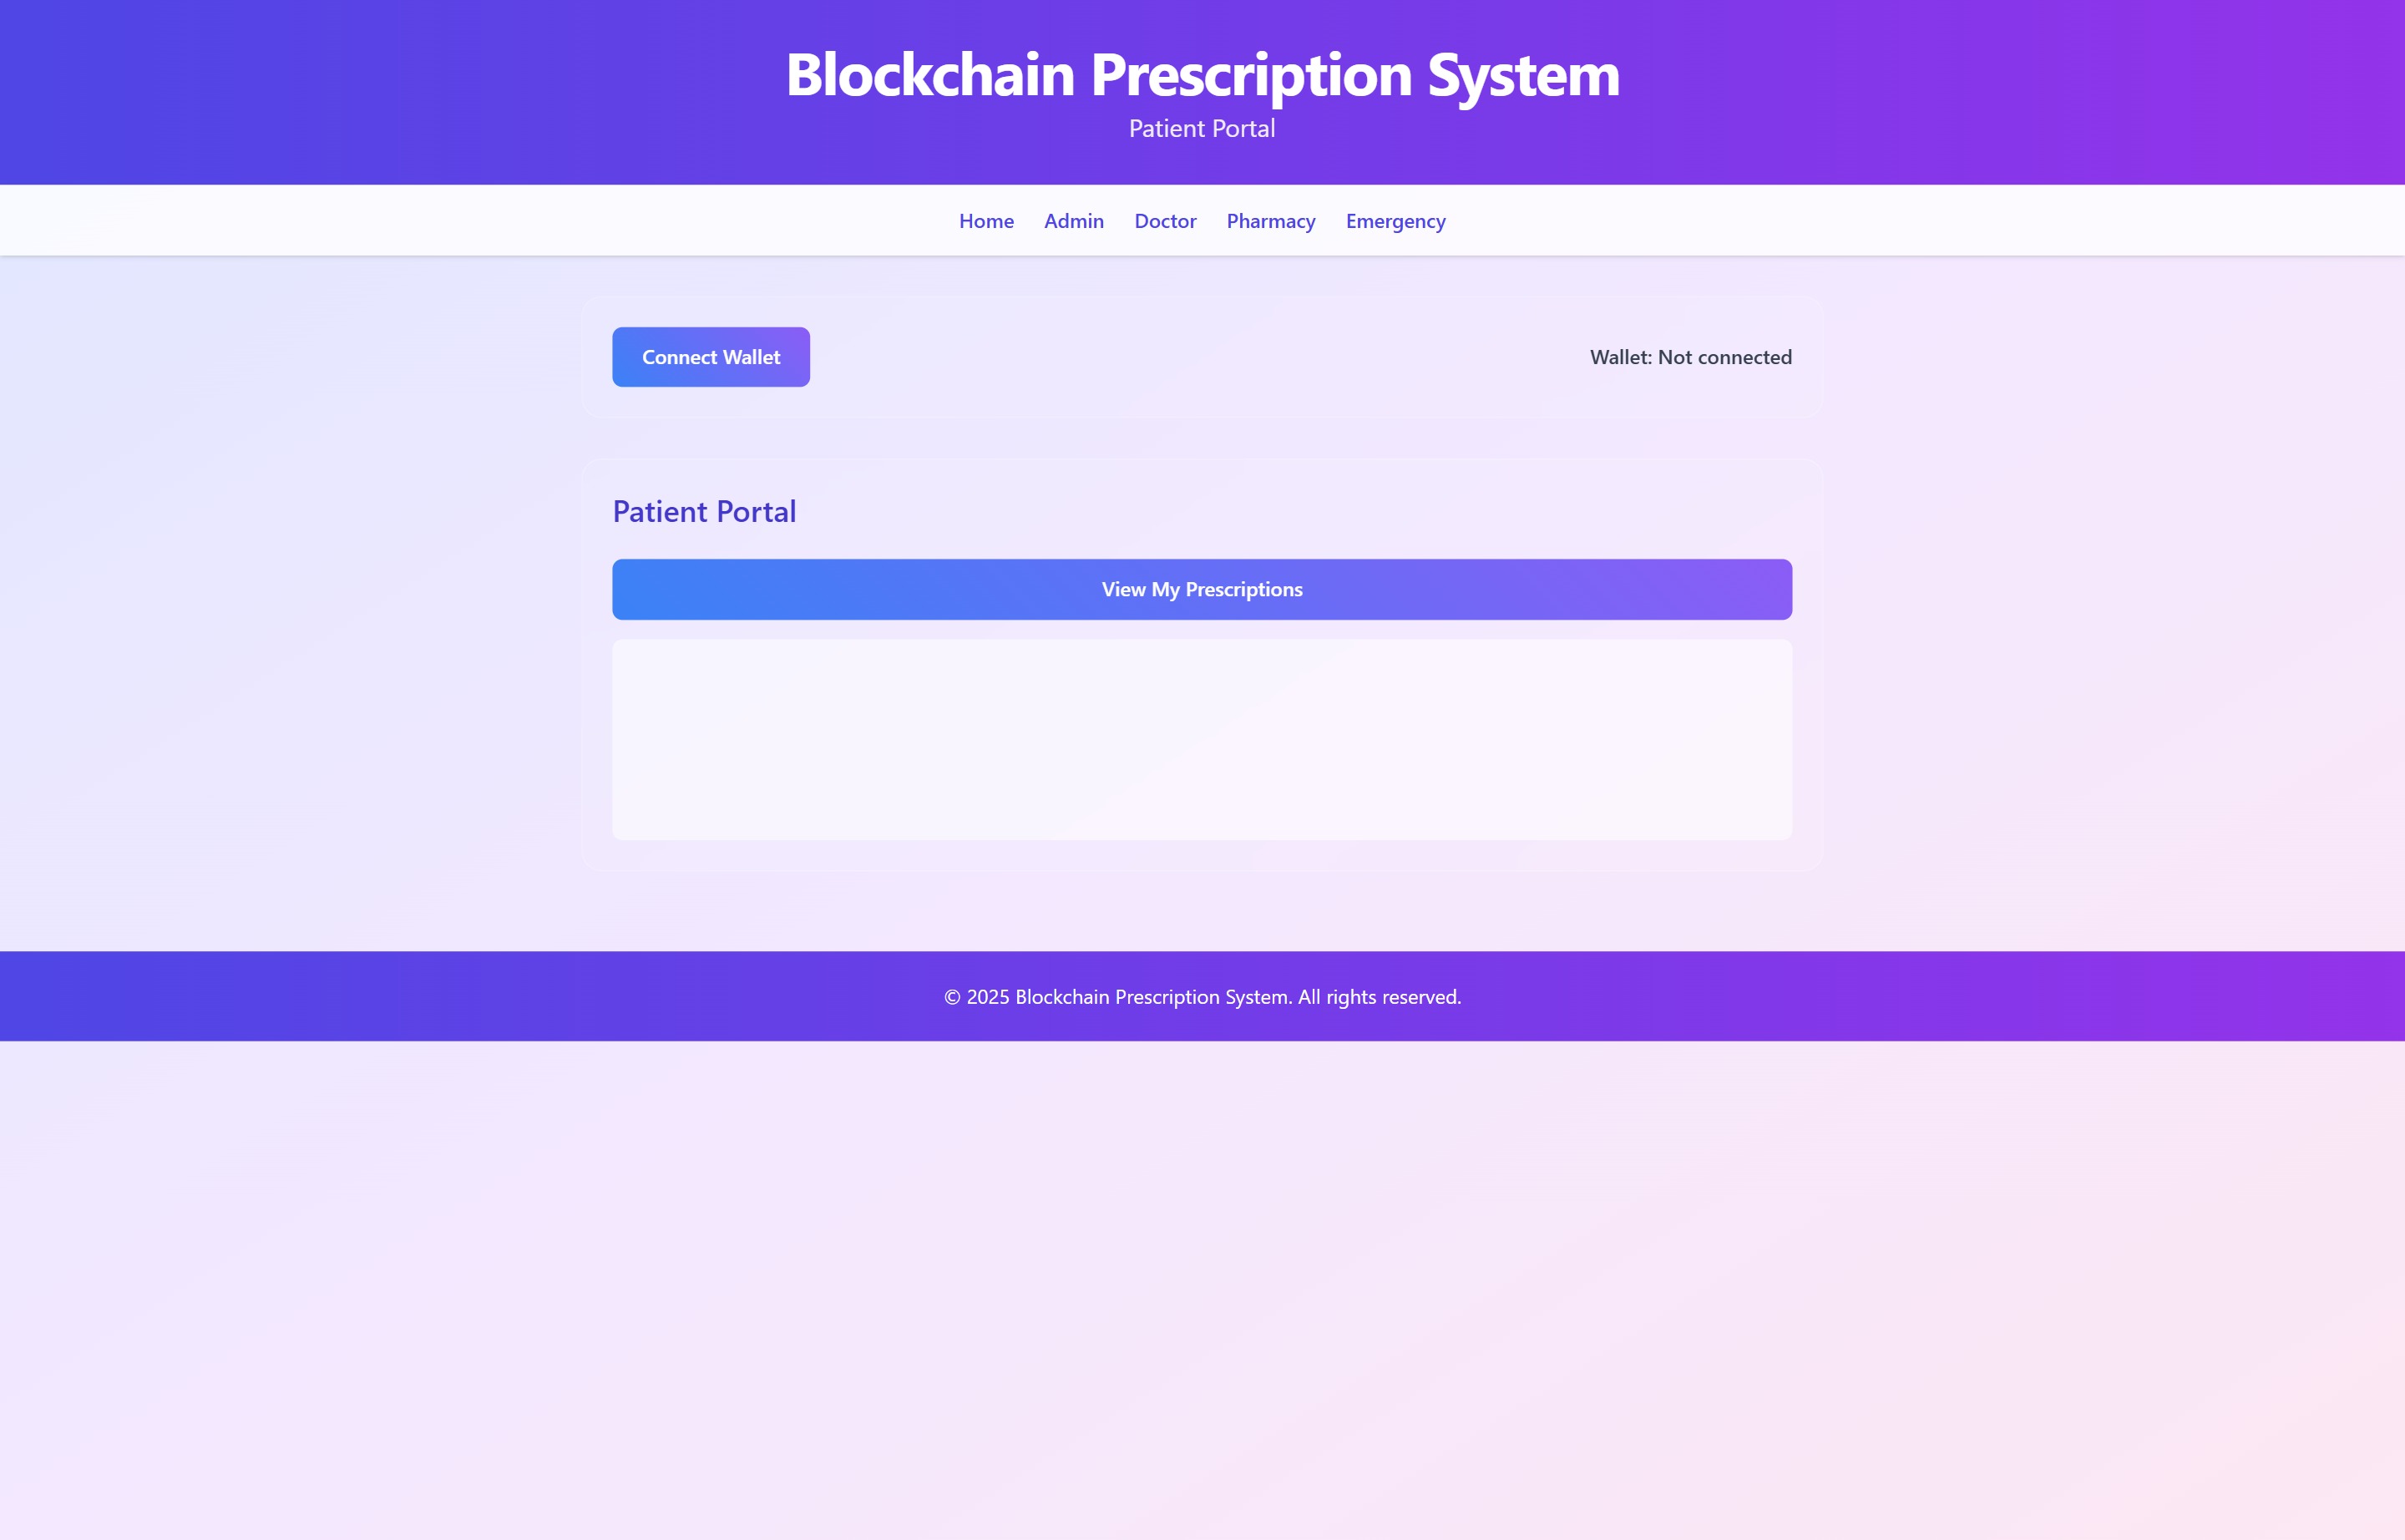 Blockchain Prescription System
Patient Portal
Home Admin Doctor Pharmacy Emergency
Connect Wallet
Wallet: Not connected
Patient Portal
View My Prescriptions
© 2025 Blockchain Prescription System. All rights reserved.